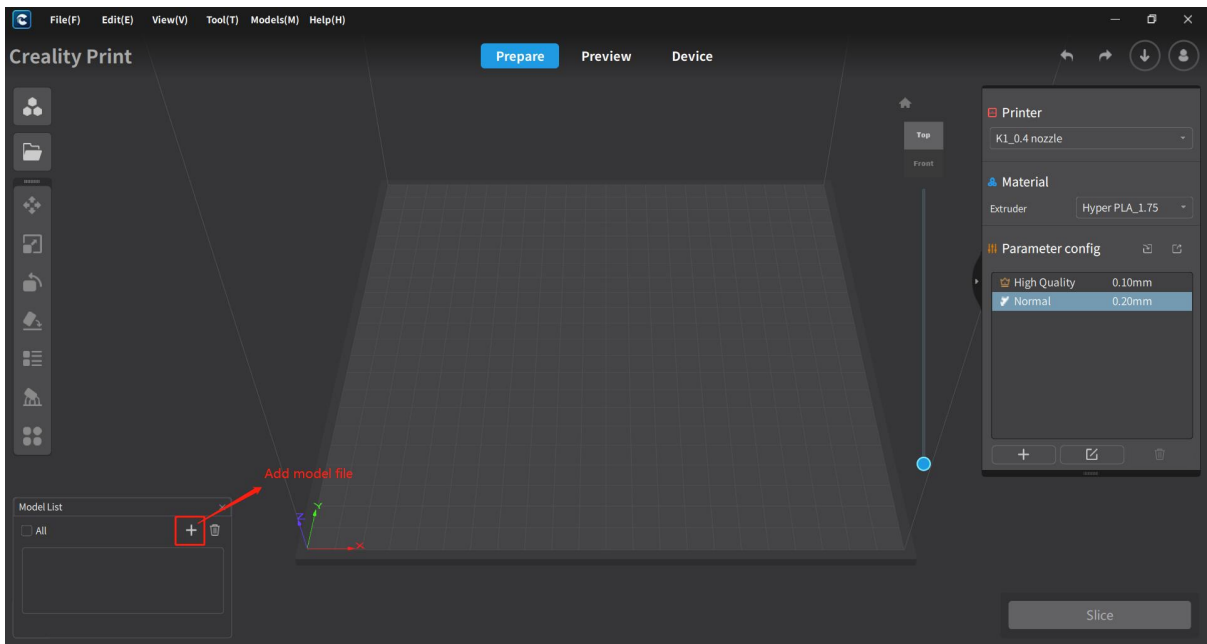 File(F) Edit(E) View(V) Tool(T) Models(M) Help(H)
Creality Print
Prepare Preview Device
Top
Front
Printer
K1_0.4 nozzle
Material
Extruder Hyper PLA_1.75
Parameter config
High Quality 0.10mm
Normal 0.20mm
Add model file
Model List
All
Z Y X
Slice